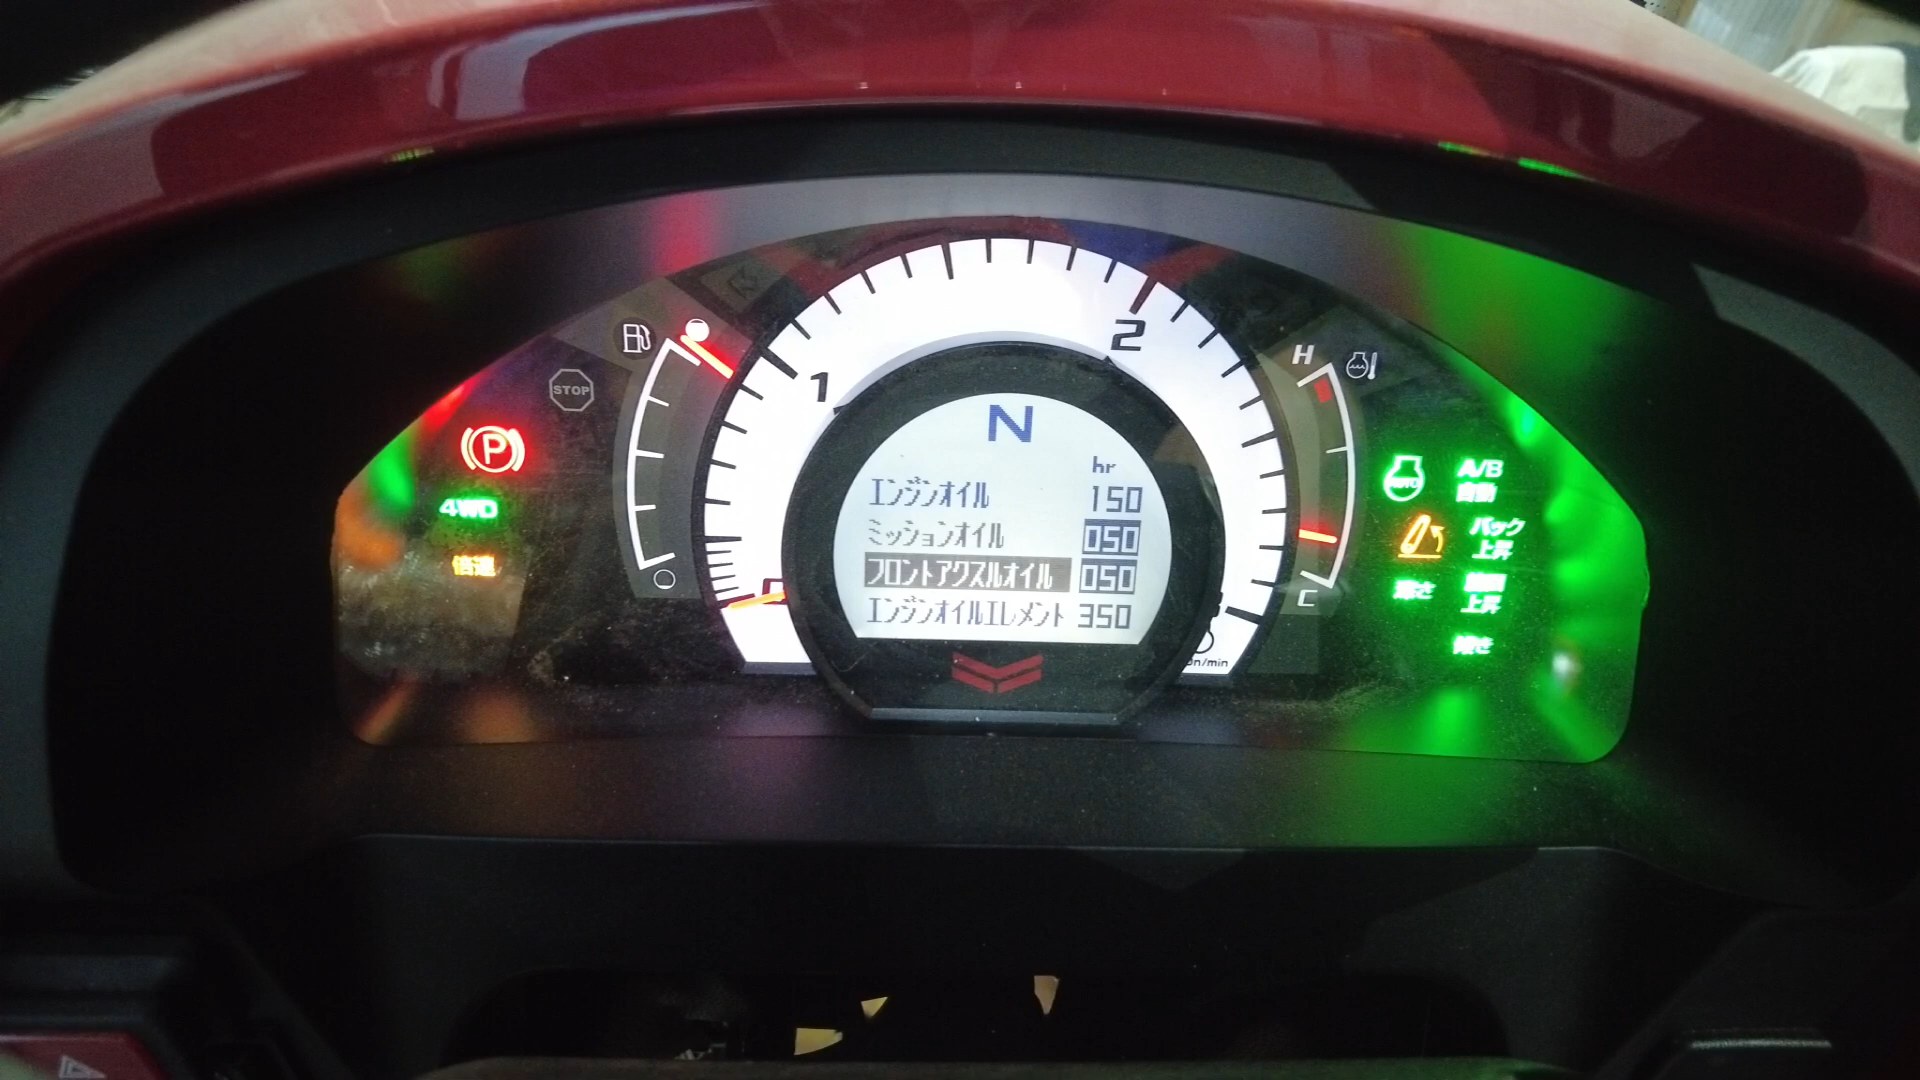 STOP
P
4WD
倍速
1
2
N
hr
エンジンオイル 150
ミッションオイル 050
フロントアクスルオイル 050
エンジンオイルエレメント 350
H
C
AUTO
A/B
自動
バック
上昇
上昇